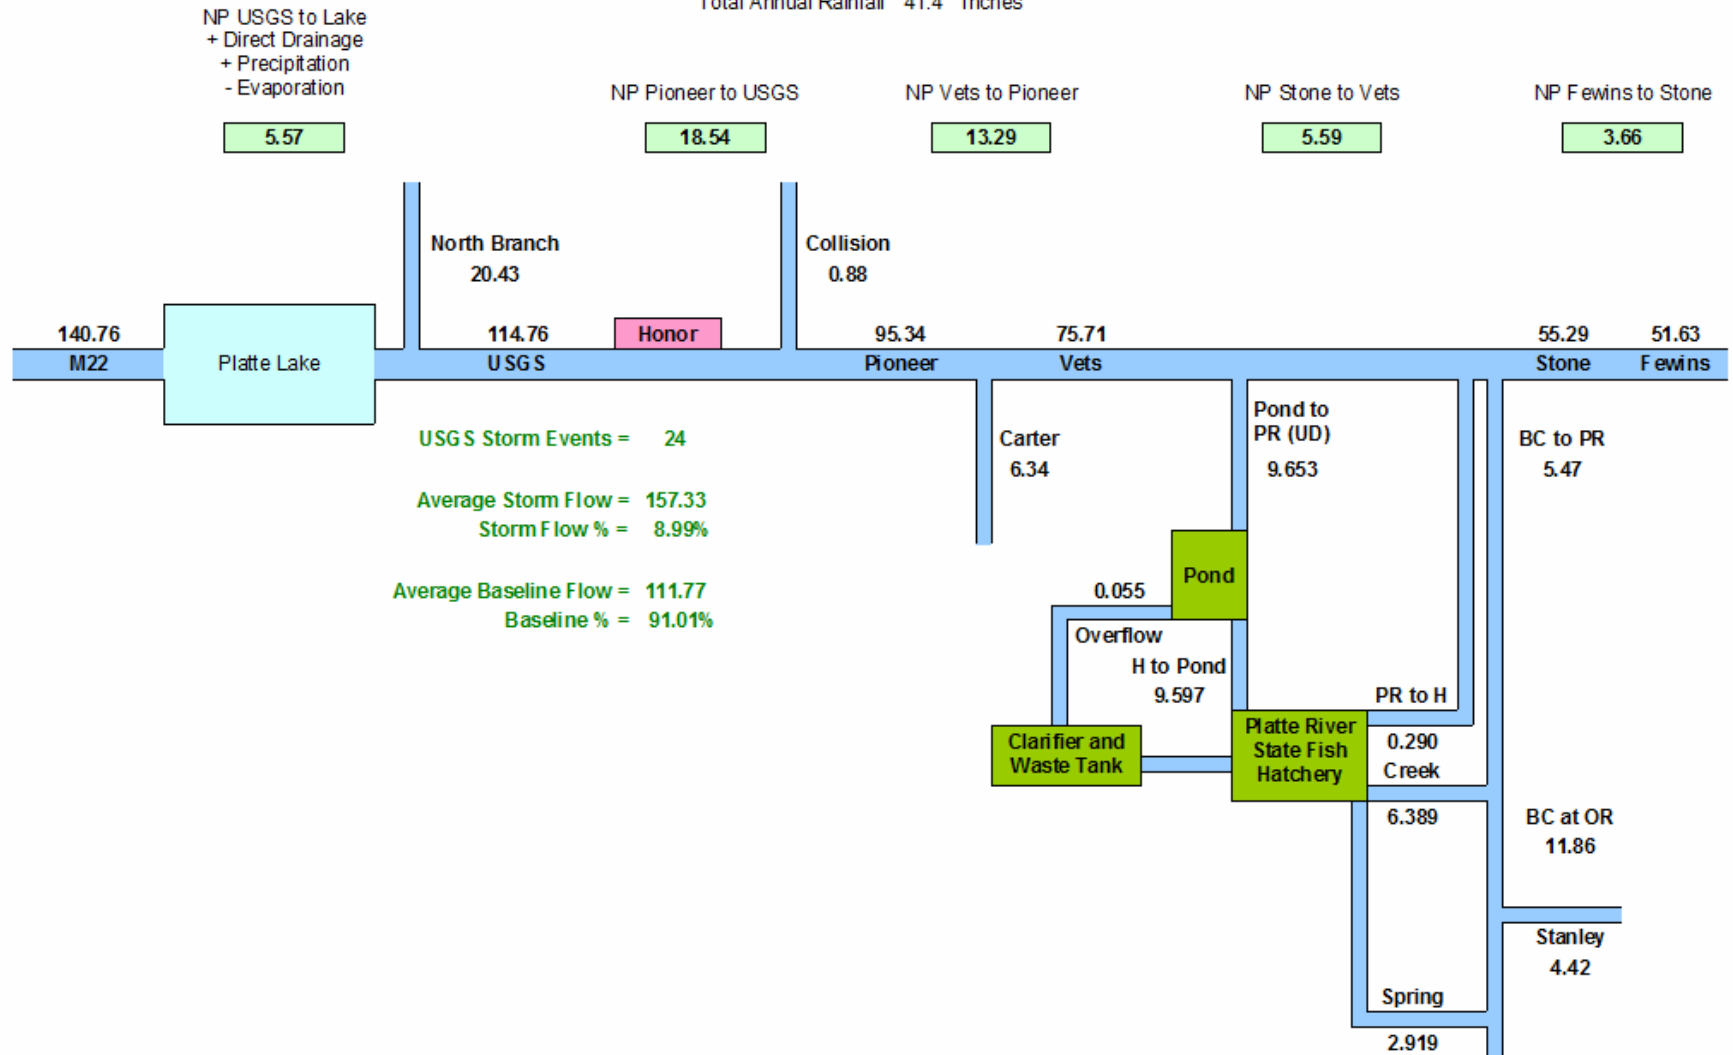 Total Annual Rainfall 41.4 Inches
NP USGS to Lake
+ Direct Drainage
+ Precipitation
- Evaporation
NP Pioneer to USGS
NP Vets to Pioneer
NP Stone to Vets
NP Fewins to Stone
5.57
18.54
13.29
5.59
3.66
North Branch
20.43
Collision
0.88
140.76
114.76
Honor
95.34
75.71
55.29
51.63
M22
Platte Lake
USGS
Pioneer
Vets
Stone
Fewins
USGS Storm Events = 24
Average Storm Flow = 157.33
Storm Flow % = 8.99%
Average Baseline Flow = 111.77
Baseline % = 91.01%
Carter
6.34
Pond to
PR (UD)
9.653
BC to PR
5.47
Pond
0.055
Overflow
H to Pond
9.597
PR to H
0.290
Clarifier and
Waste Tank
Platte River
State Fish
Hatchery
Creek
6.389
BC at OR
11.86
Stanley
4.42
Spring
2.919